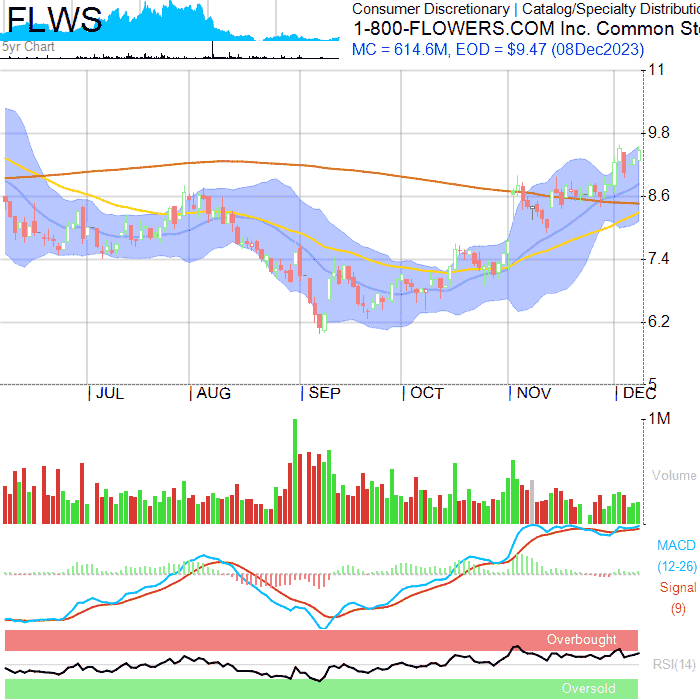 FLWS
5yr Chart
Consumer Discretionary | Catalog/Specialty Distributio
1-800-FLOWERS.COM Inc. Common Sto
MC = 614.6M, EOD = $9.47 (08Dec2023)
11
9.8
8.6
7.4
6.2
5
JUL AUG SEP OCT NOV DEC
1M
Volume
MACD
(12-26)
Signal
(9)
Overbought
RSI(14)
Oversold